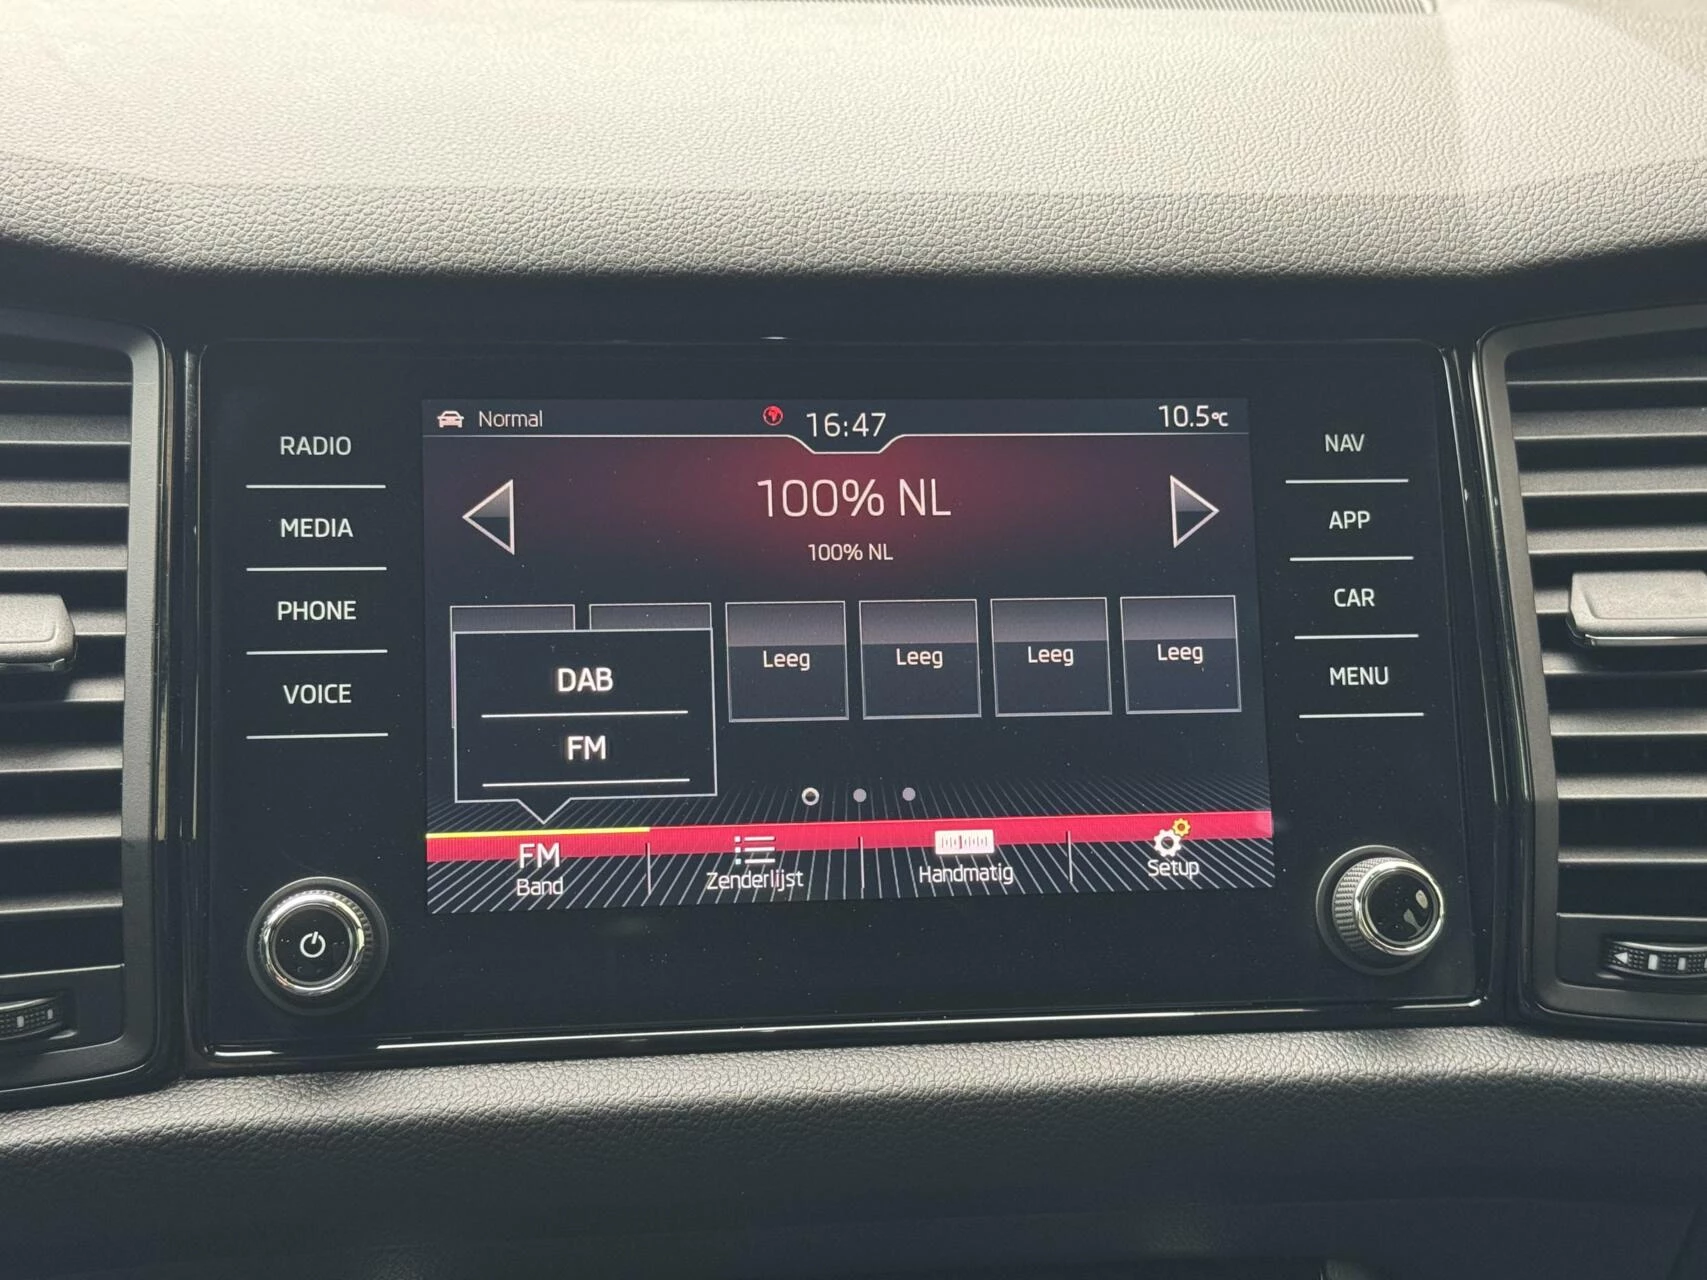 Normal
16:47
10.5°C
RADIO
MEDIA
PHONE
VOICE
100% NL
100% NL
Leeg
Leeg
Leeg
Leeg
DAB
FM
FM
Band
Zenderlijst
Handmatig
Setup
NAV
APP
CAR
MENU